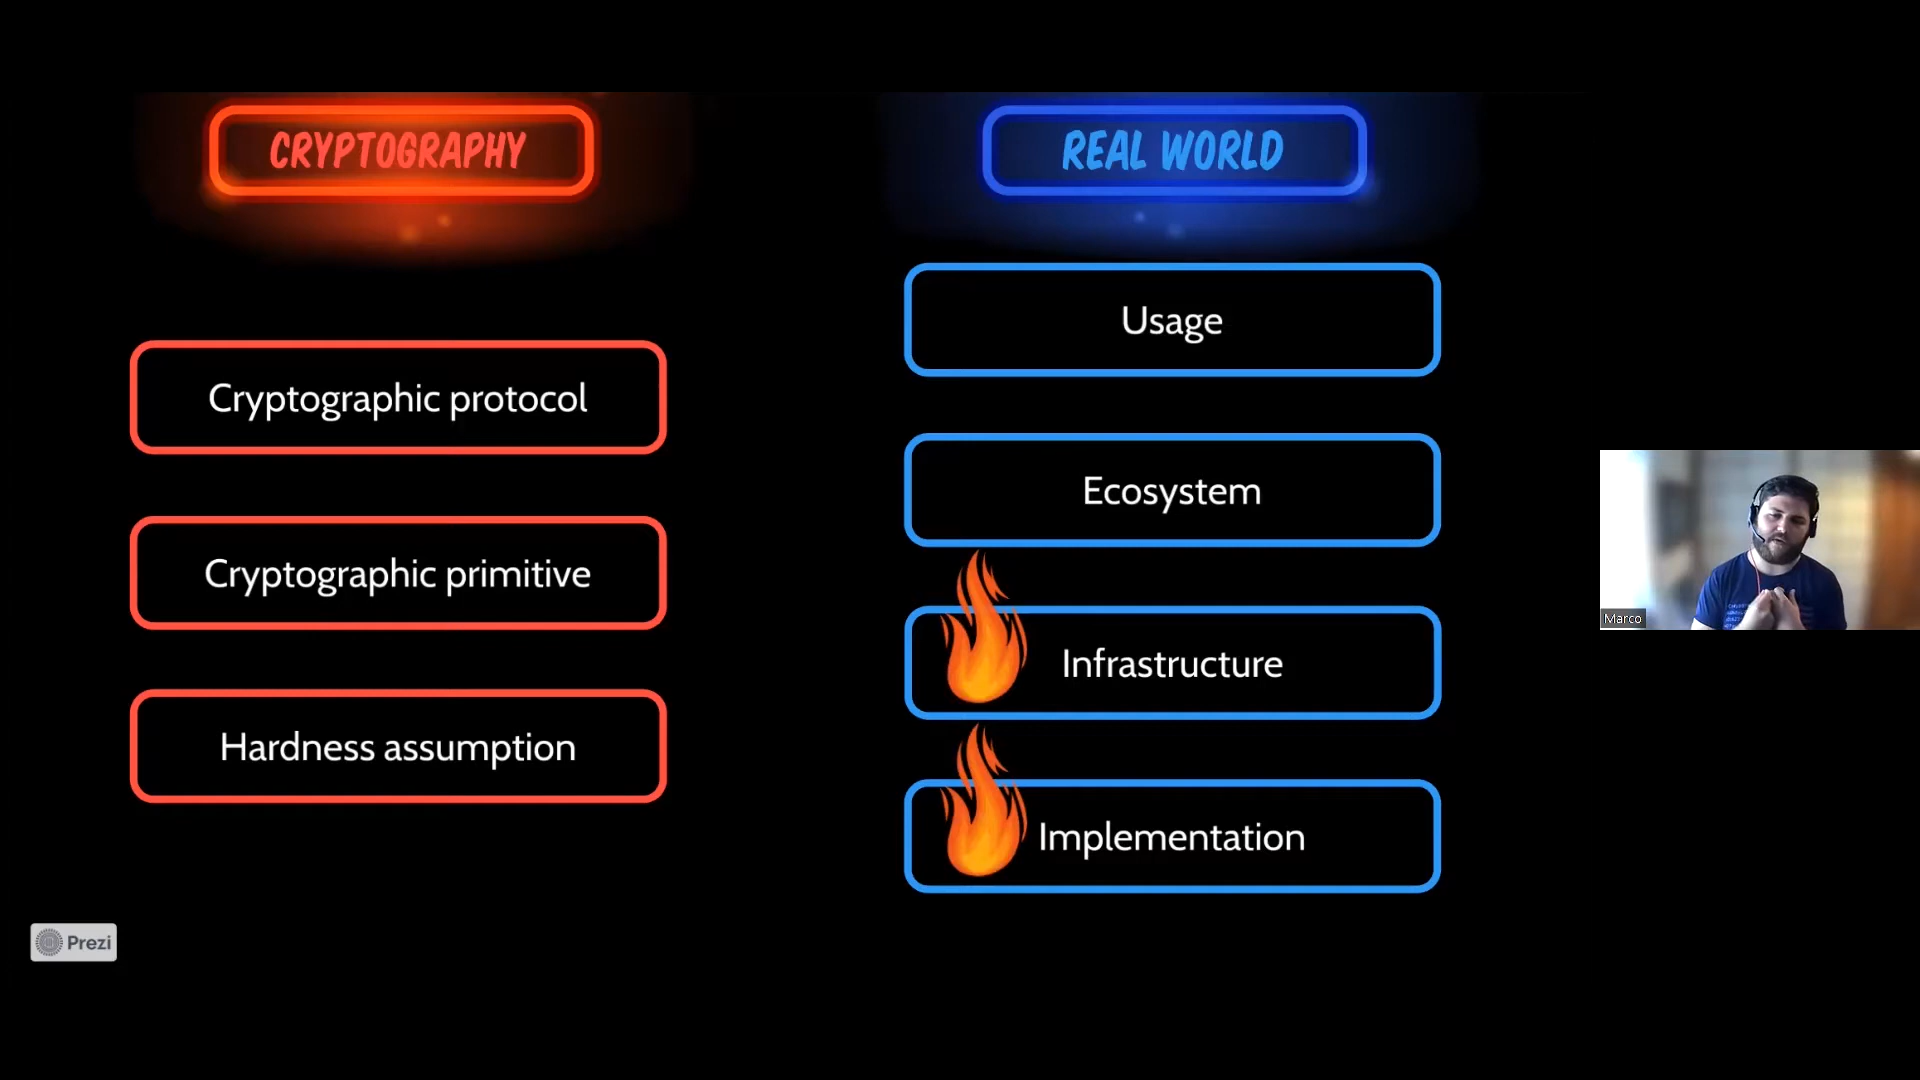 CRYPTOGRAPHY
Cryptographic protocol
Cryptographic primitive
Hardness assumption
REAL WORLD
Usage
Ecosystem
Infrastructure
Implementation
Marco
Prezi